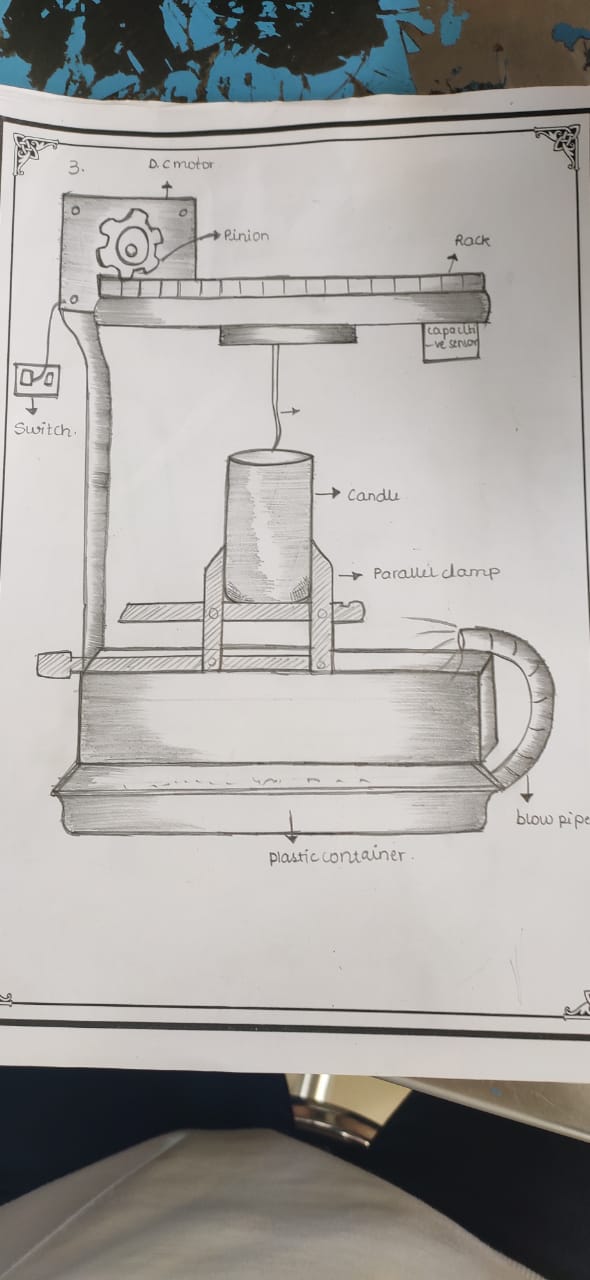 3.
D.C motor
Pinion
Rack
capaciti
-ve sensor
Switch.
Candle
Parallel clamp
blow pipe
plastic container.